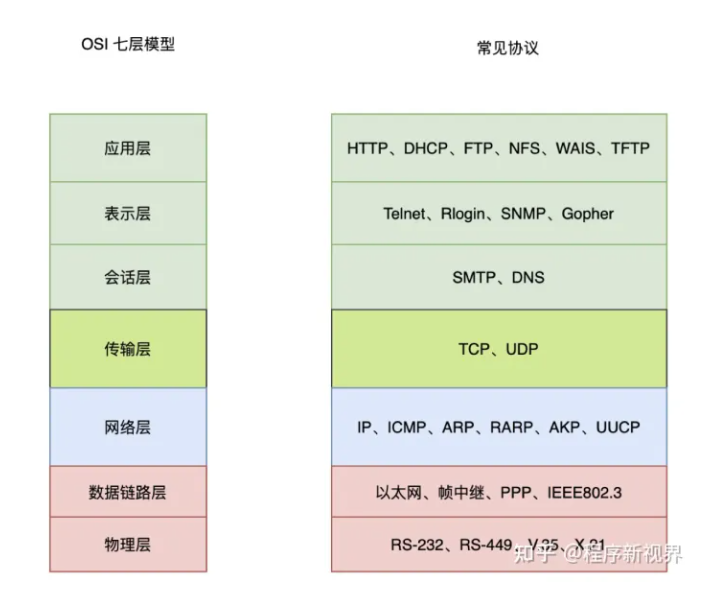 OSI 七层模型
常见协议
应用层
HTTP、DHCP、FTP、NFS、WAIS、TFTP
表示层
Telnet、Rlogin、SNMP、Gopher
会话层
SMTP、DNS
传输层
TCP、UDP
网络层
IP、ICMP、ARP、RARP、AKP、UUCP
数据链路层
以太网、帧中继、PPP、IEEE802.3
物理层
RS-232、RS-449、V.35、X.21
知乎 @程序新视界